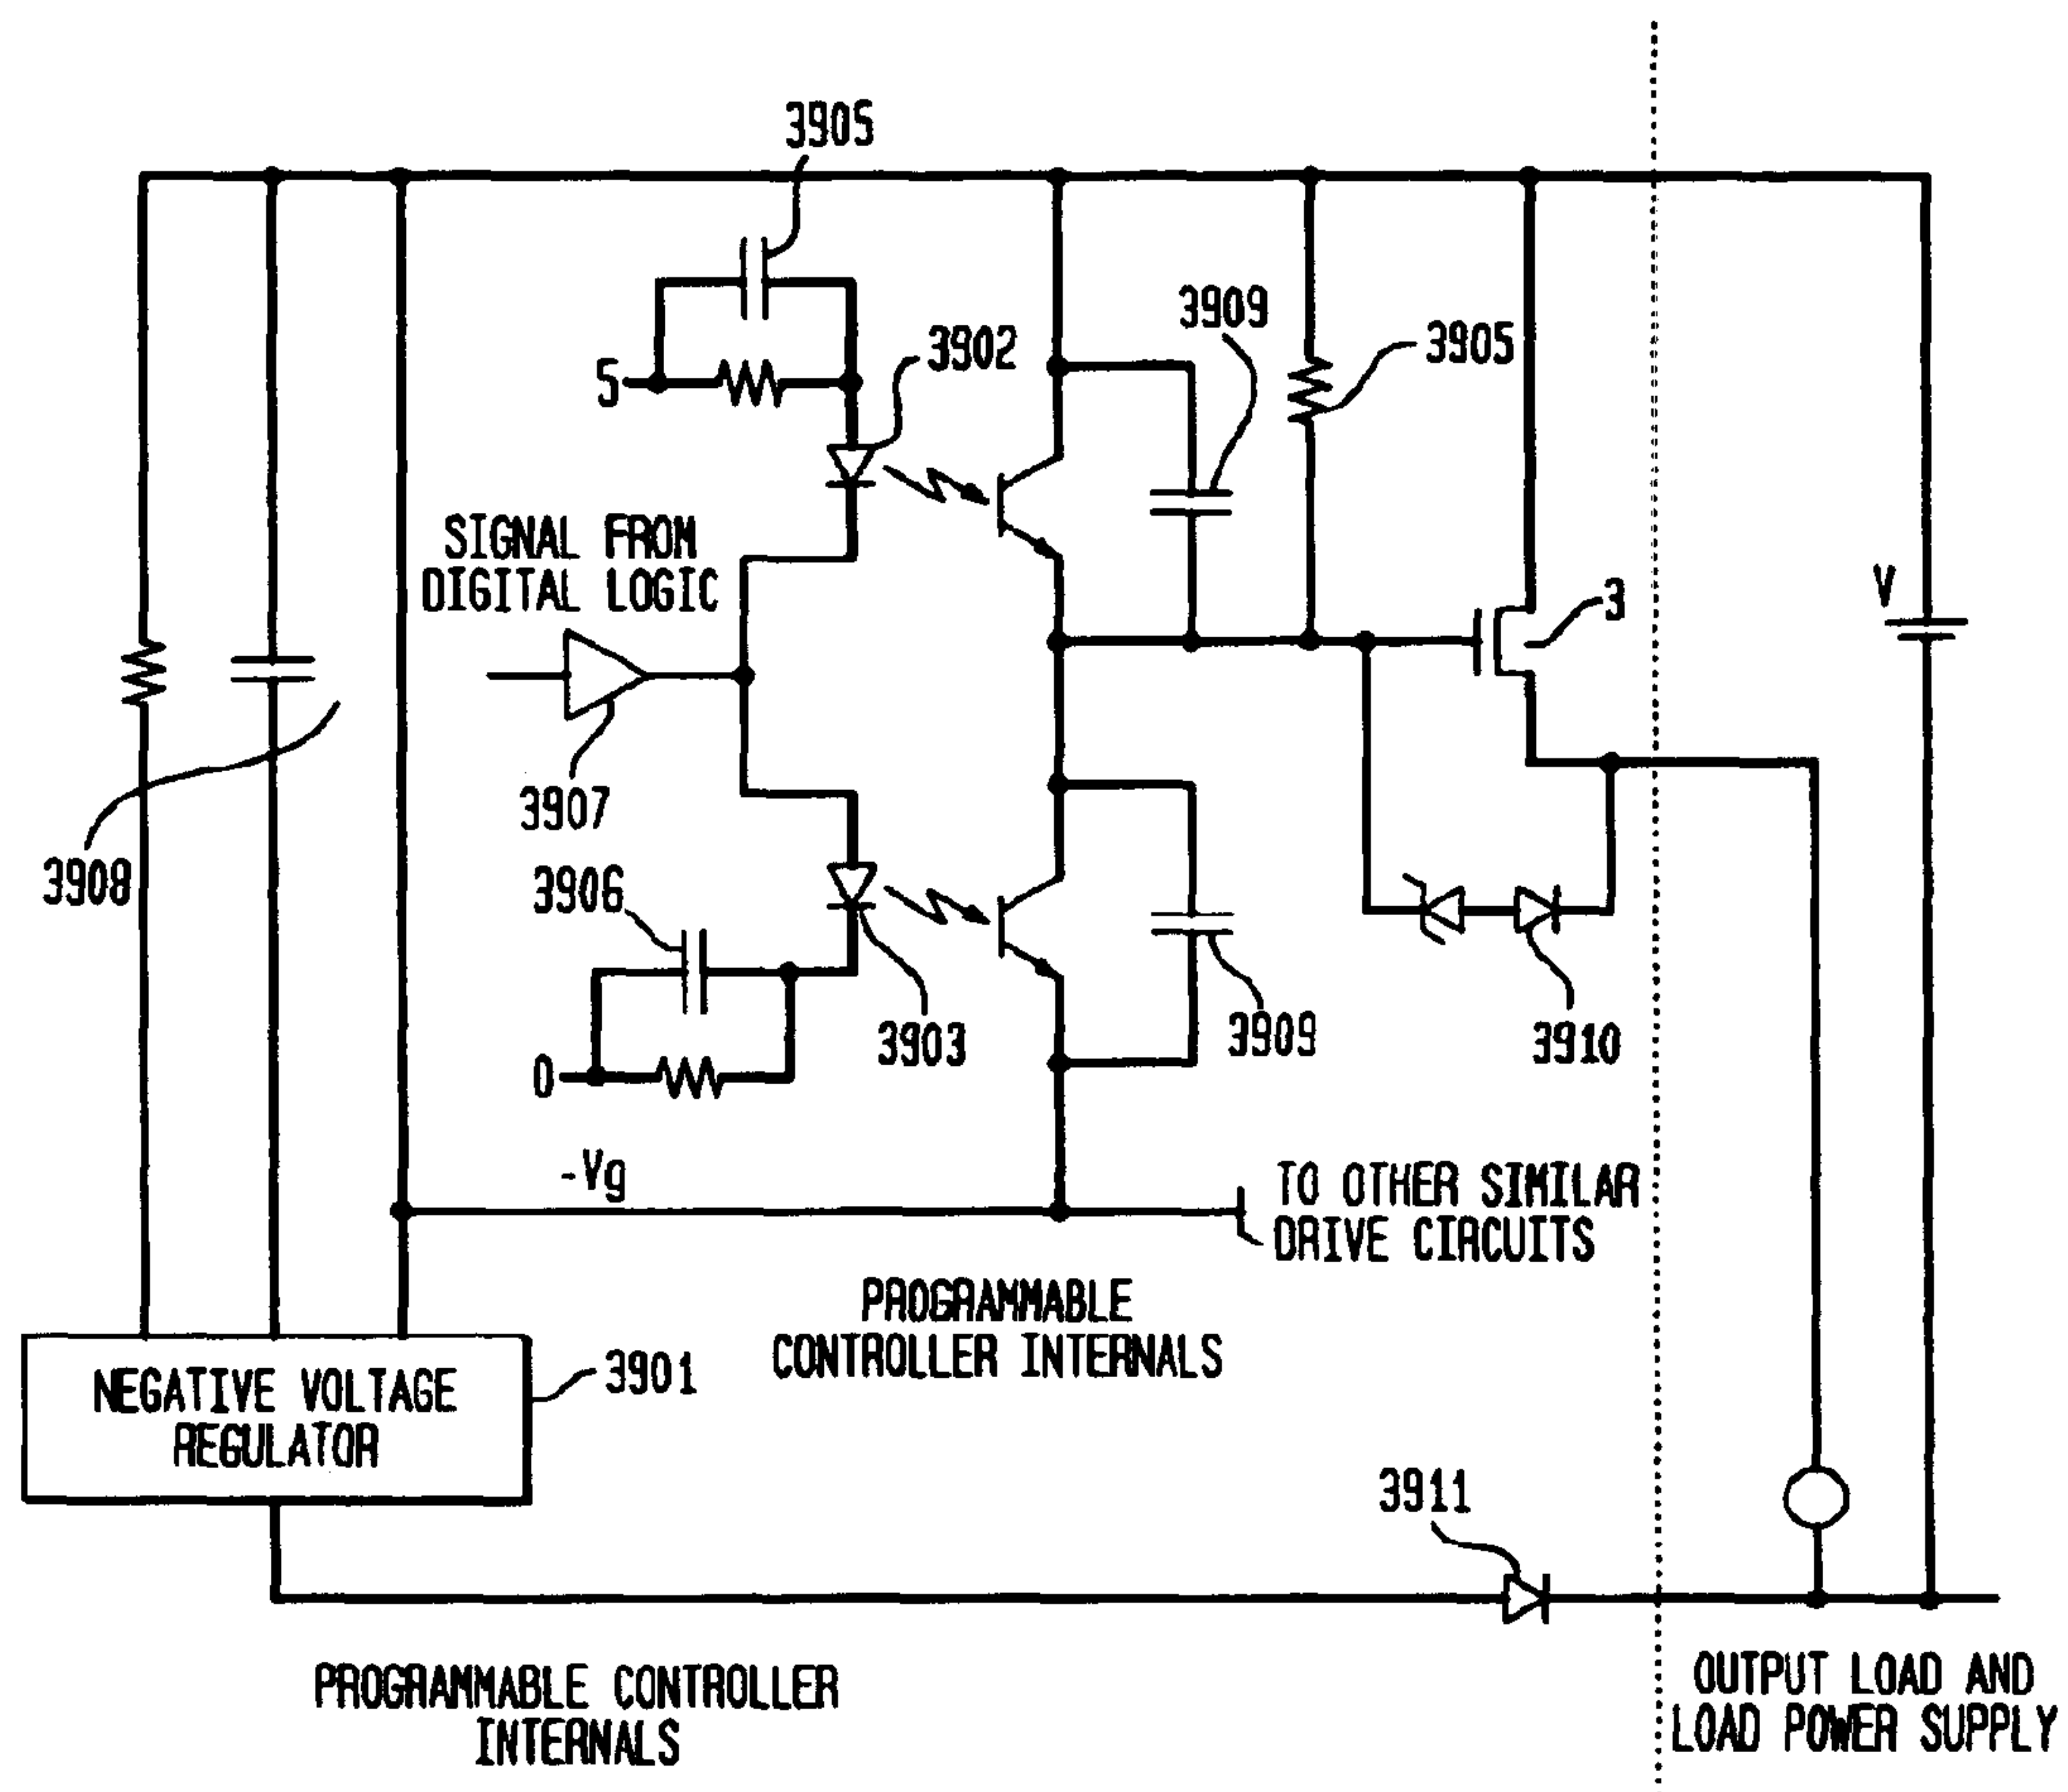 3905
3909
3902
3905
5
SIGNAL FROM
DIGITAL LOGIC
V
3
3907
3908
3906
3903
3909
3910
0
-Vg
TO OTHER SIMILAR
DRIVE CIRCUITS
PROGRAMMABLE
CONTROLLER INTERNALS
NEGATIVE VOLTAGE
REGULATOR
3901
3911
PROGRAMMABLE CONTROLLER
INTERNALS
OUTPUT LOAD AND
LOAD POWER SUPPLY